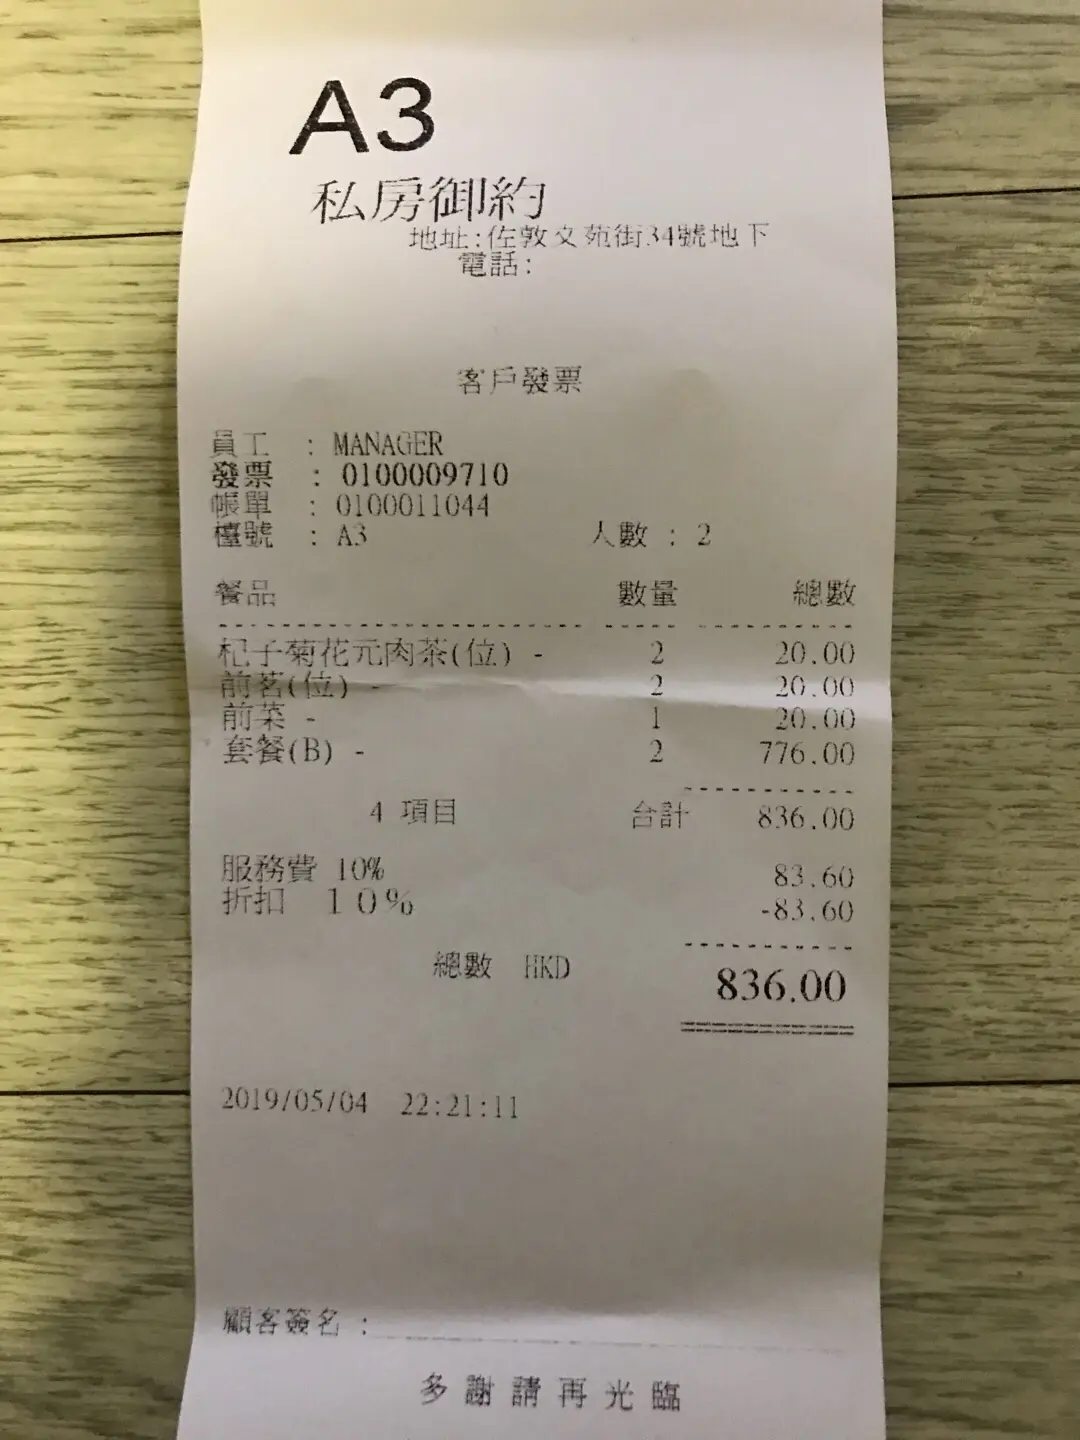 A3
私房御約
地址:佐敦文苑街34號地下
電話:
客戶發票
員工 : MANAGER
發票 : 0100009710
帳單 : 0100011044
檯號 : A3 人數 : 2
餐品 數量 總數
杞子菊花元肉茶(位) - 2 20.00
前茗(位) - 2 20.00
前菜 - 1 20.00
套餐(B) - 2 776.00
4 項目 合計 836.00
服務費 10% 83.60
折扣 10% -83.60
總數 HKD 836.00
2019/05/04 22:21:11
顧客簽名 :
多謝請再光臨